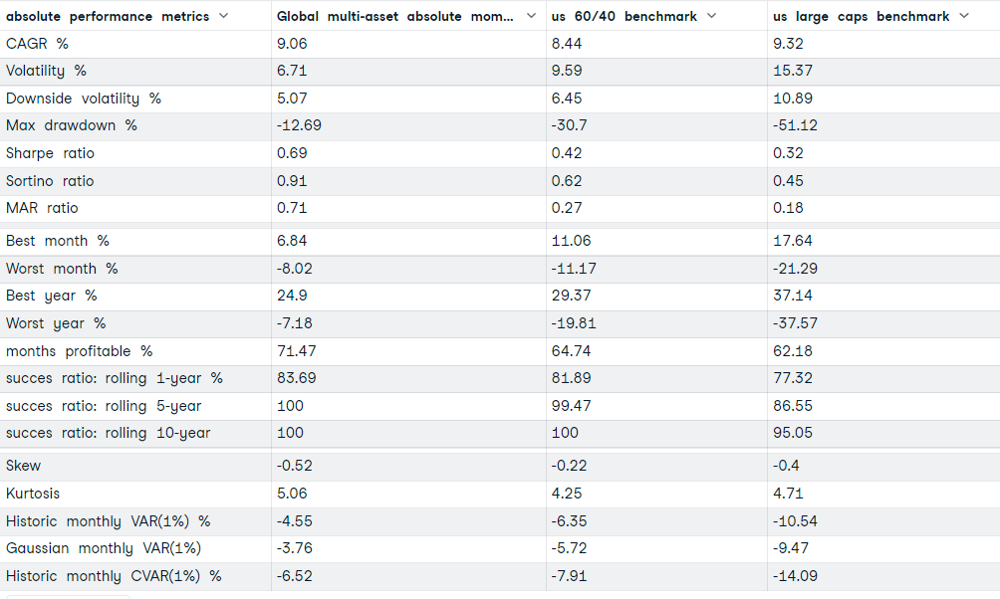 absolute performance metrics Global multi-asset absolute mom... us 60/40 benchmark us large caps benchmark
CAGR % 9.06 8.44 9.32
Volatility % 6.71 9.59 15.37
Downside volatility % 5.07 6.45 10.89
Max drawdown % -12.69 -30.7 -51.12
Sharpe ratio 0.69 0.42 0.32
Sortino ratio 0.91 0.62 0.45
MAR ratio 0.71 0.27 0.18
Best month % 6.84 11.06 17.64
Worst month % -8.02 -11.17 -21.29
Best year % 24.9 29.37 37.14
Worst year % -7.18 -19.81 -37.57
months profitable % 71.47 64.74 62.18
succes ratio: rolling 1-year % 83.69 81.89 77.32
succes ratio: rolling 5-year 100 99.47 86.55
succes ratio: rolling 10-year 100 100 95.05
Skew -0.52 -0.22 -0.4
Kurtosis 5.06 4.25 4.71
Historic monthly VAR(1%) % -4.55 -6.35 -10.54
Gaussian monthly VAR(1%) -3.76 -5.72 -9.47
Historic monthly CVAR(1%) % -6.52 -7.91 -14.09